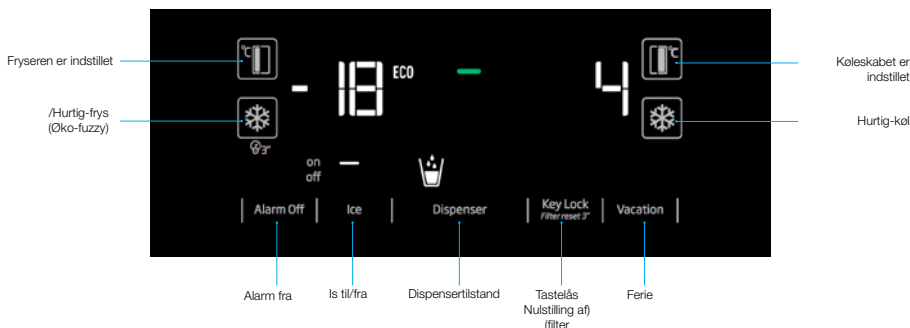 Fryseren er indstillet
/Hurtig-frys
(Øko-fuzzy)
°C
- 18 ECO
3"
on
off
4
°C
Køleskabet er
indstillet
Hurtig-køl
Alarm Off
Ice
Dispenser
Key Lock
Filter reset 3"
Vacation
Alarm fra
Is til/fra
Dispensertilstand
Tastelås
Nulstilling af)
(filter
Ferie